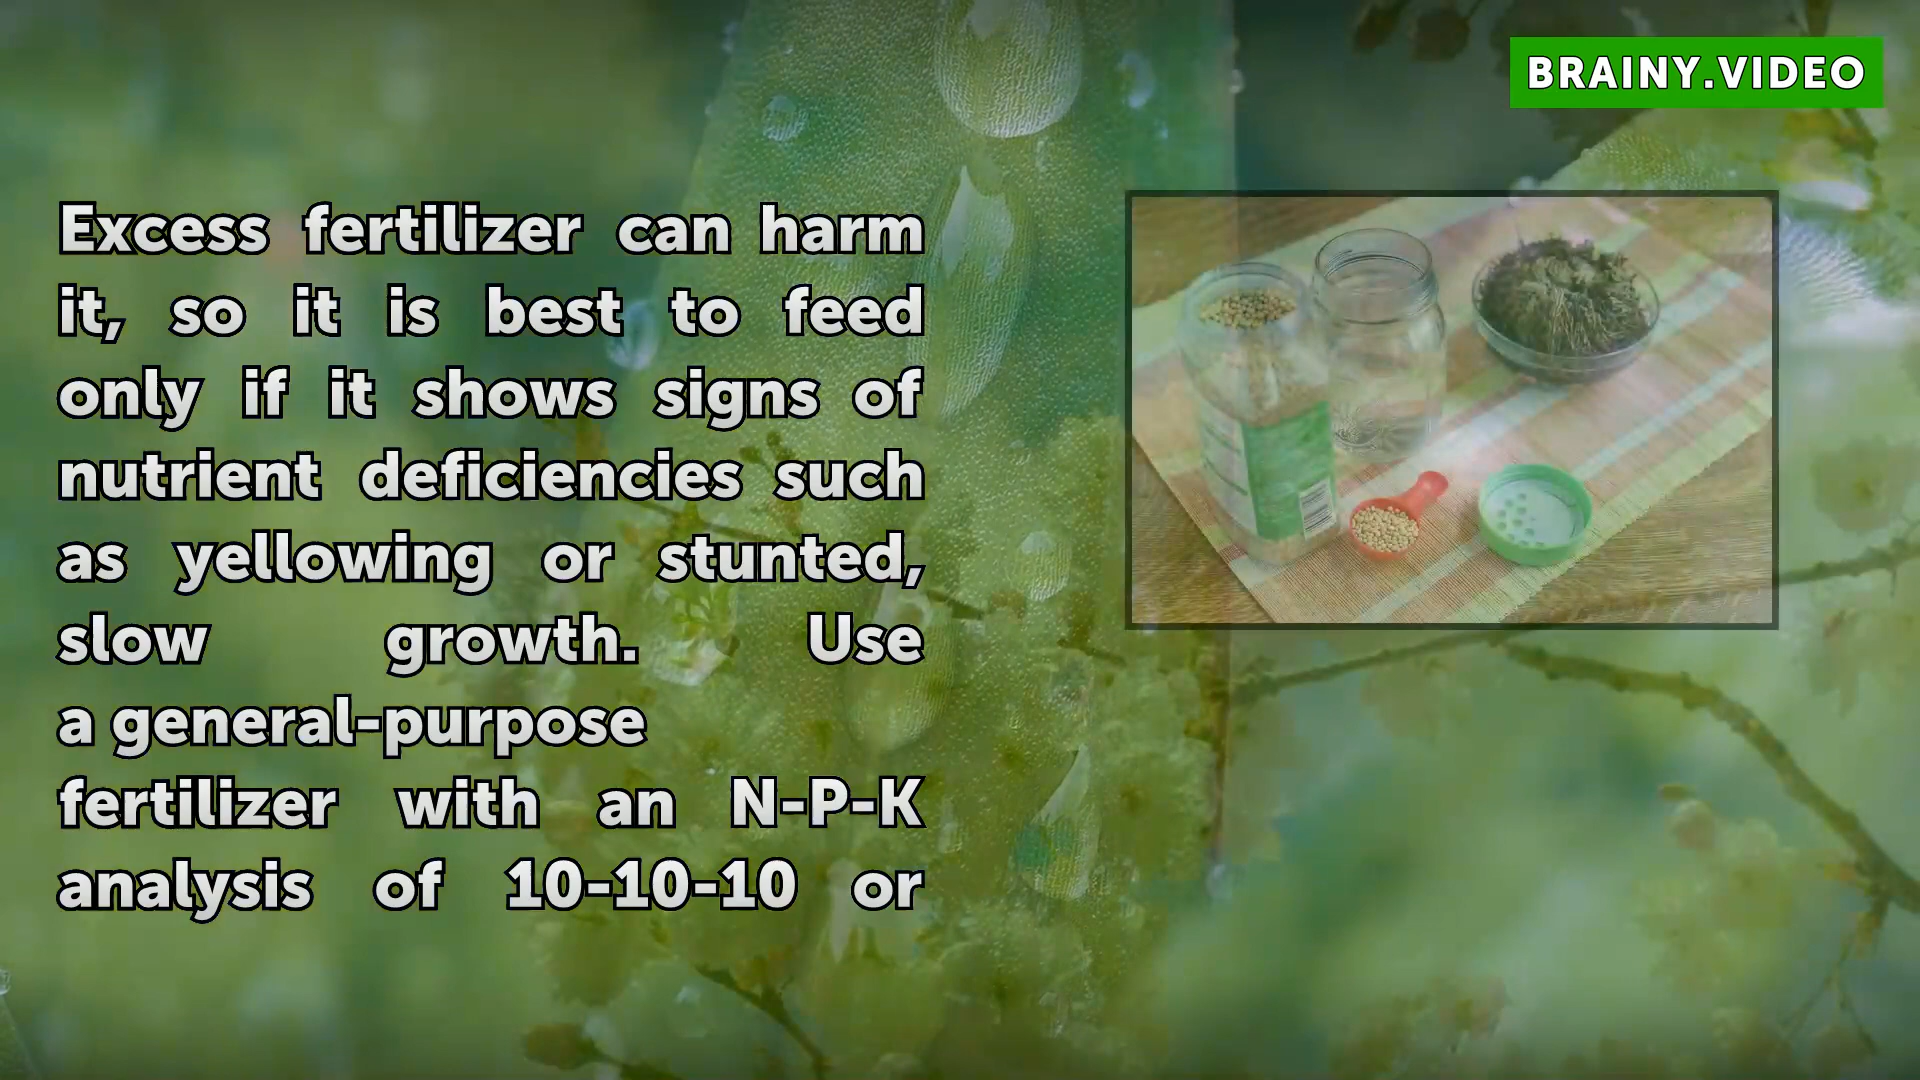 BRAINY.VIDEO
Excess fertilizer can harm
it, so it is best to feed
only if it shows signs of
nutrient deficiencies such
as yellowing or stunted,
slow growth. Use
a general-purpose
fertilizer with an N-P-K
analysis of 10-10-10 or